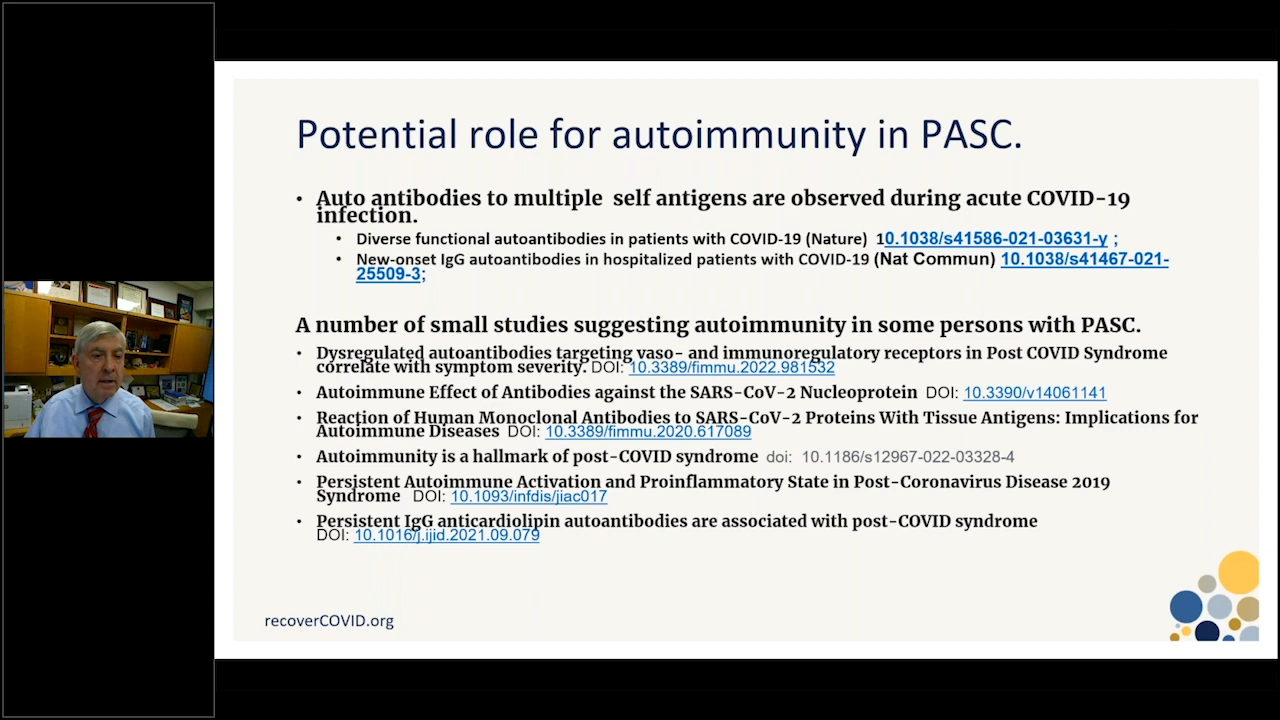 Potential role for autoimmunity in PASC.
• Auto antibodies to multiple self antigens are observed during acute COVID-19
infection.
• Diverse functional autoantibodies in patients with COVID-19 (Nature) 10.1038/s41586-021-03631-y ;
• New-onset IgG autoantibodies in hospitalized patients with COVID-19 (Nat Commun) 10.1038/s41467-021-
25509-3;
A number of small studies suggesting autoimmunity in some persons with PASC.
• Dysregulated autoantibodies targeting vaso- and immunoregulatory receptors in Post COVID Syndrome
correlate with symptom severity. DOI: 10.3389/fimmu.2022.981532
• Autoimmune Effect of Antibodies against the SARS-CoV-2 Nucleoprotein DOI: 10.3390/v14061141
• Reaction of Human Monoclonal Antibodies to SARS-CoV-2 Proteins With Tissue Antigens: Implications for
Autoimmune Diseases DOI: 10.3389/fimmu.2020.617089
• Autoimmunity is a hallmark of post-COVID syndrome doi: 10.1186/s12967-022-03328-4
• Persistent Autoimmune Activation and Proinflammatory State in Post-Coronavirus Disease 2019
Syndrome DOI: 10.1093/infdis/jiac017
• Persistent IgG anticardiolipin autoantibodies are associated with post-COVID syndrome
DOI: 10.1016/j.ijid.2021.09.079
recoverCOVID.org